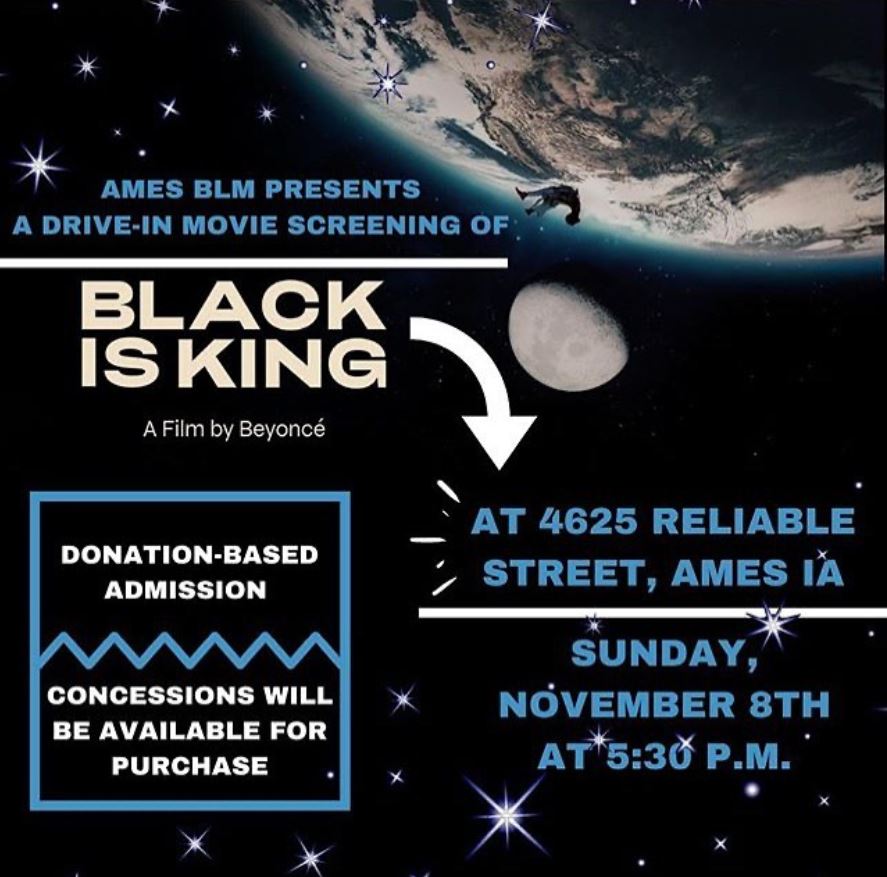 AMES BLM PRESENTS
A DRIVE-IN MOVIE SCREENING OF
BLACK
IS KING
A Film by Beyoncé
AT 4625 RELIABLE
STREET, AMES IA
SUNDAY,
NOVEMBER 8TH
AT 5:30 P.M.
DONATION-BASED
ADMISSION
CONCESSIONS WILL
BE AVAILABLE FOR
PURCHASE